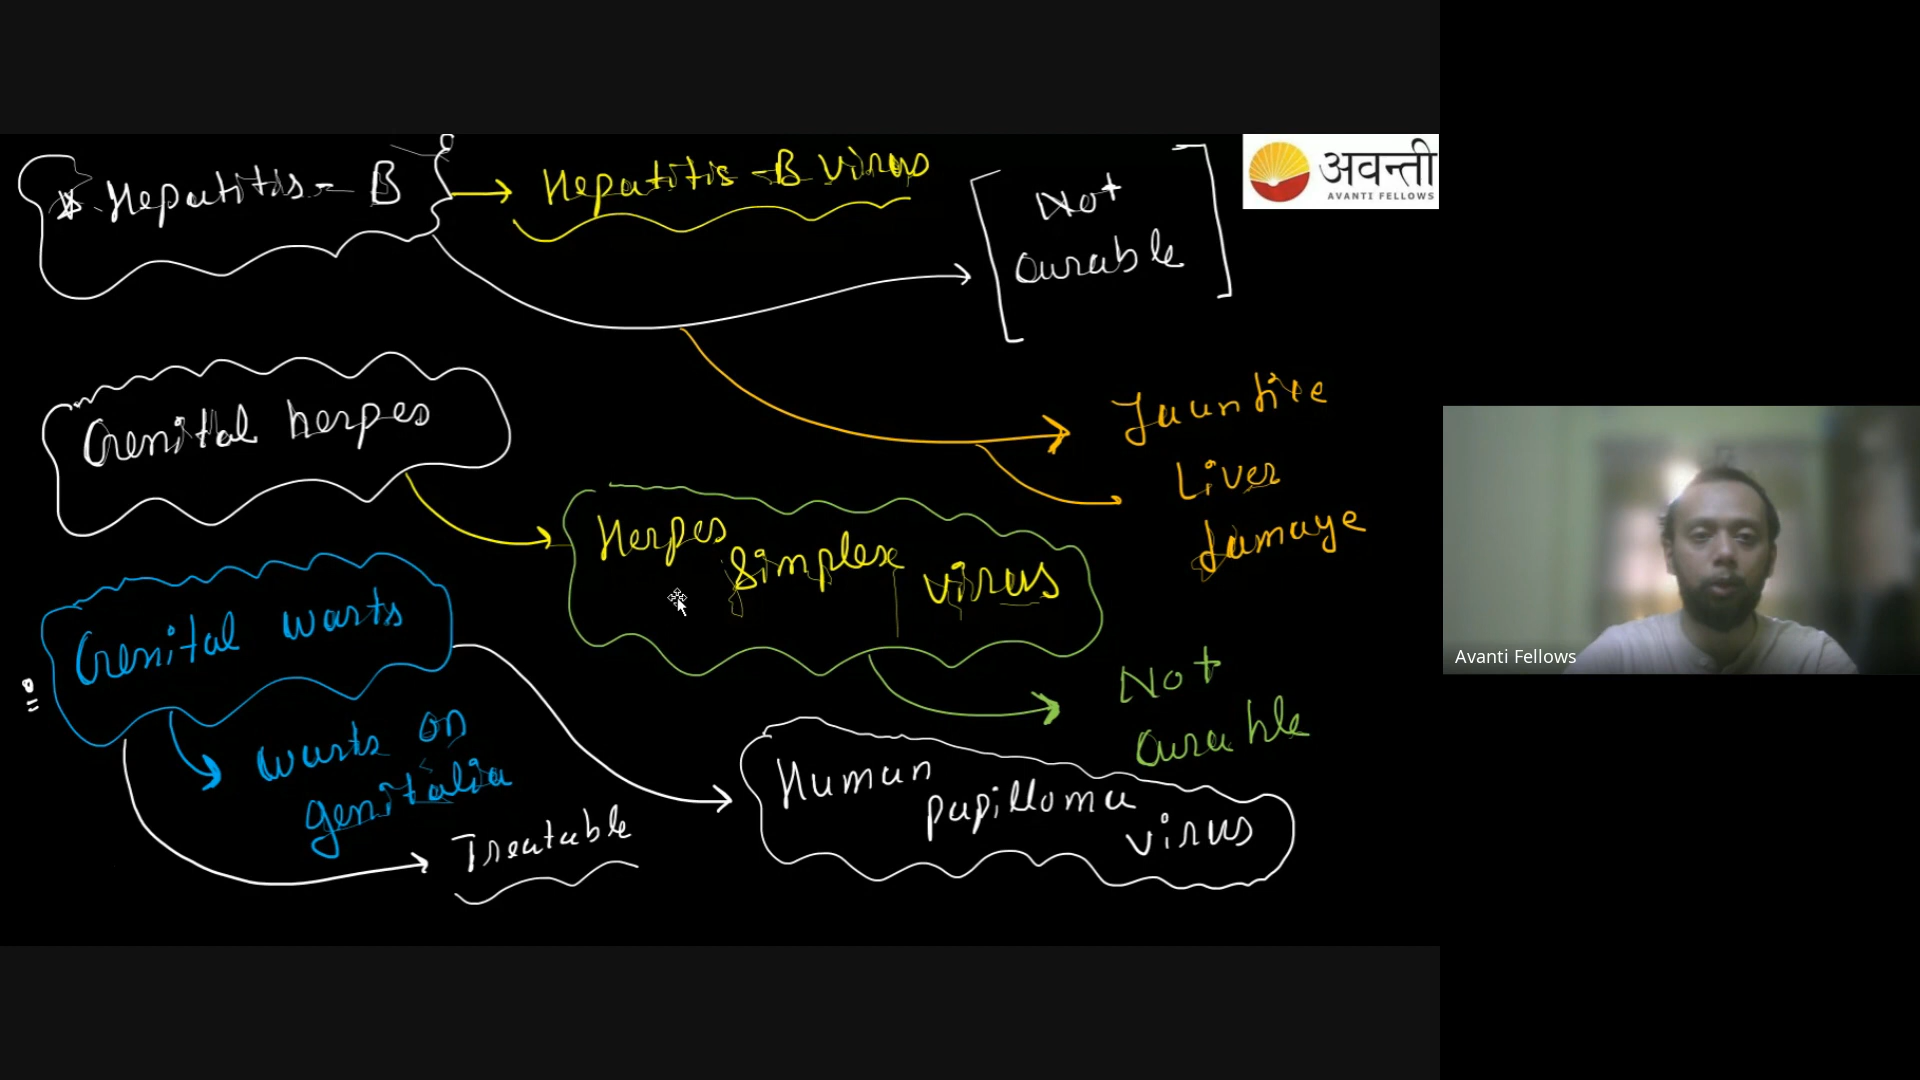 * Hepatitis - B
Hepatitis - B virus
Not
Curable
अवन्ती
AVANTI FELLOWS
Genital herpes
Jaundice
Liver
damage
Herpes
Simplex
virus
Avanti Fellows
Genital warts
Not
Curable
warts on
genitalia
Treatable
Human
papilloma
virus